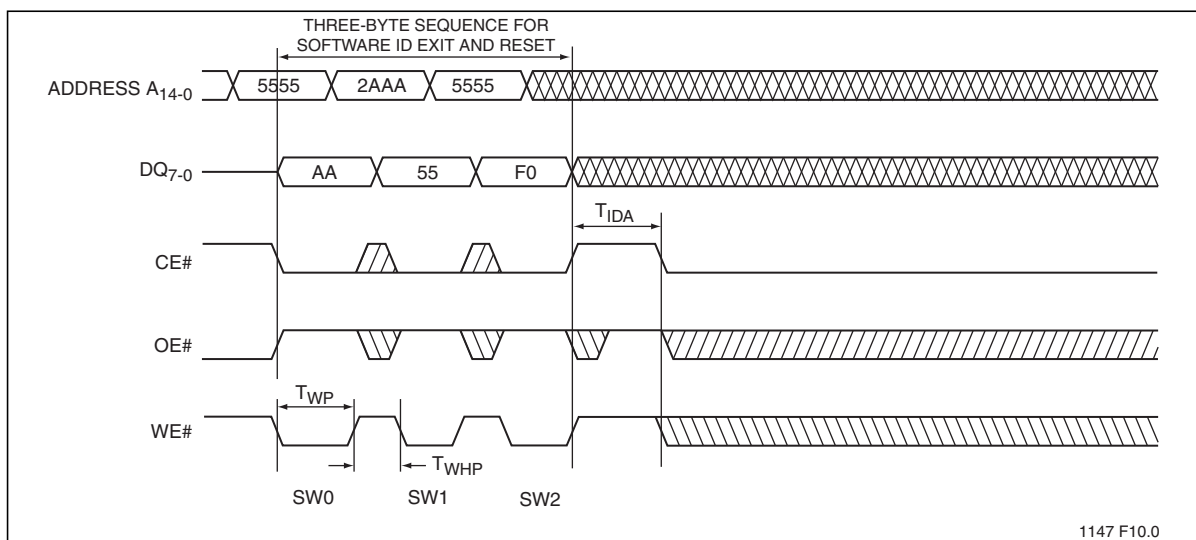 THREE-BYTE SEQUENCE FOR
SOFTWARE ID EXIT AND RESET
ADDRESS A14-0
5555 2AAA 5555
DQ7-0
AA 55 F0
TIDA
CE#
OE#
TWP
WE#
TWHP
SW0 SW1 SW2
1147 F10.0